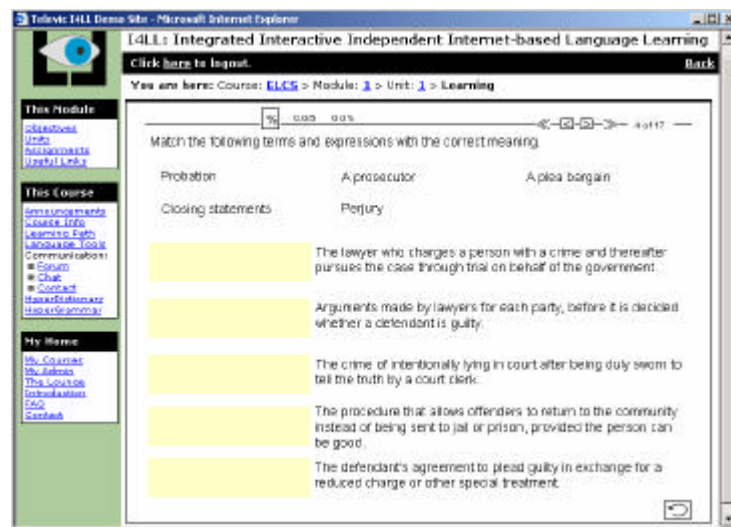 Televic I4LL Demo Site - Microsoft Internet Explorer
I4LL: Integrated Interactive Independent Internet-based Language Learning
Click here to logout. Back
You are here: Course: ELCS > Module: 1 > Unit: 1 > Learning
This Module
Objectives
Units
Assignments
Useful Links
This Course
Announcements
Course Info
Learning Path
Language Tools
Communication:
Forum
Chat
Contact
HyperDictionary
HyperGrammar
My Home
My Courses
My Admin
The Lounge
Introduction
FAQ
Contact
% 0.0/5 0.0% < > 4 of 17
Match the following terms and expressions with the correct meaning.
Probation A prosecutor A plea bargain
Closing statements Perjury
The lawyer who charges a person with a crime and thereafter
pursues the case through trial on behalf of the government.
Arguments made by lawyers for each party, before it is decided
whether a defendant is guilty.
The crime of intentionally lying in court after being duly sworn to
tell the truth by a court clerk.
The procedure that allows offenders to return to the community
instead of being sent to jail or prison, provided the person can
be good.
The defendant's agreement to plead guilty in exchange for a
reduced charge or other special treatment.